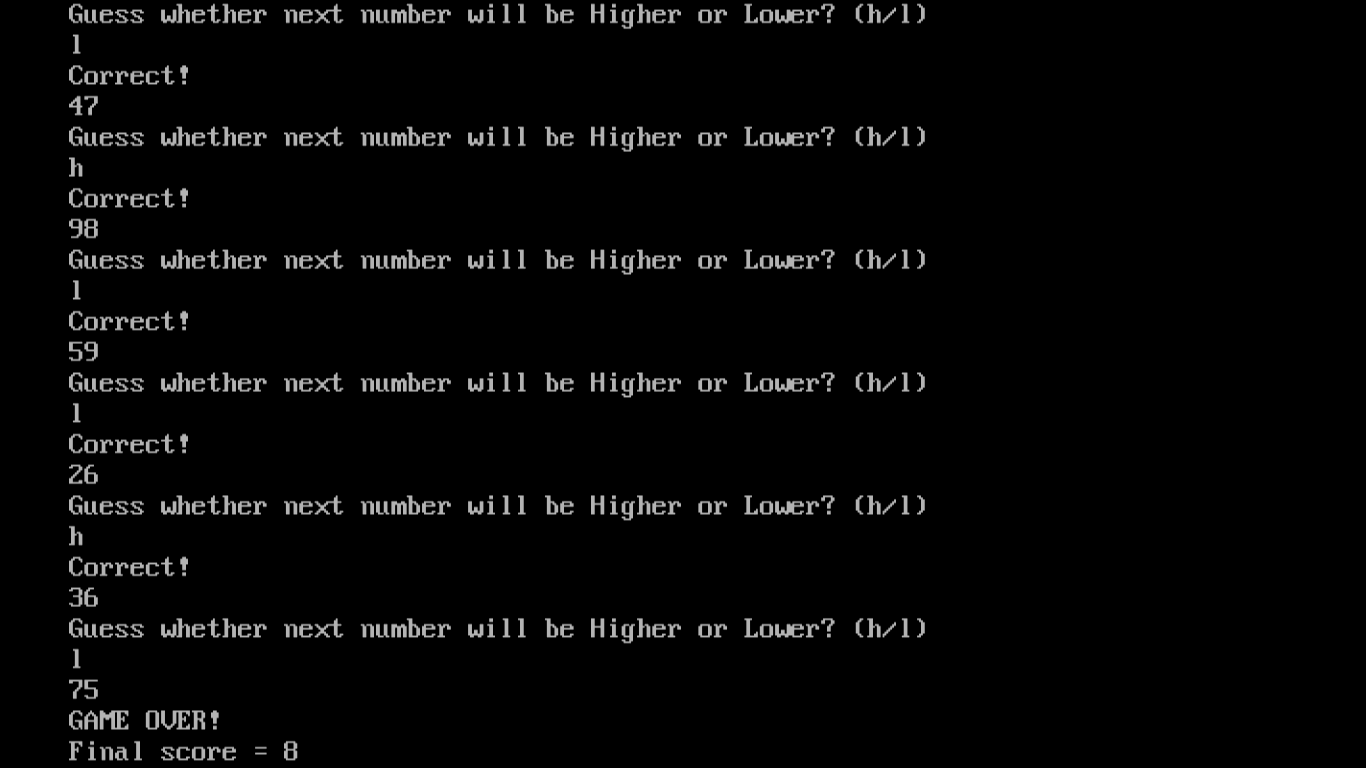 Guess whether next number will be Higher or Lower? (h/l)
l
Correct!
47
Guess whether next number will be Higher or Lower? (h/l)
h
Correct!
98
Guess whether next number will be Higher or Lower? (h/l)
l
Correct!
59
Guess whether next number will be Higher or Lower? (h/l)
l
Correct!
26
Guess whether next number will be Higher or Lower? (h/l)
h
Correct!
36
Guess whether next number will be Higher or Lower? (h/l)
l
75
GAME OVER!
Final score = 8